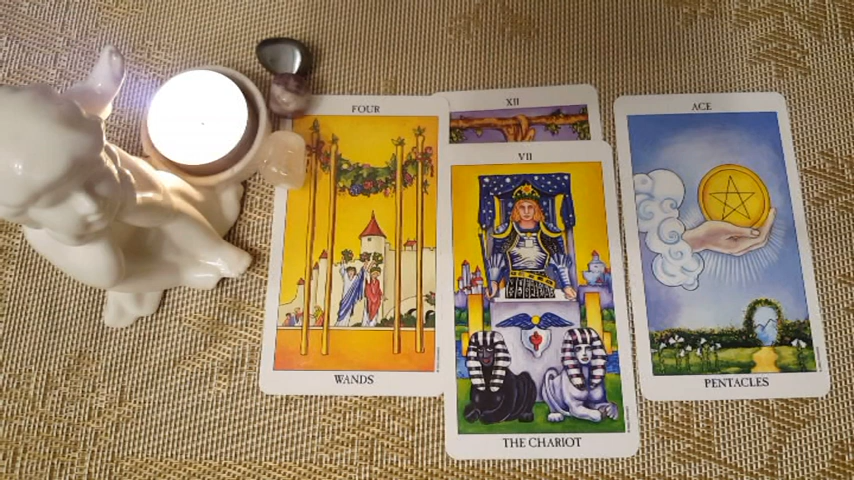 FOUR
WANDS
XII
VII
THE CHARIOT
ACE
PENTACLES